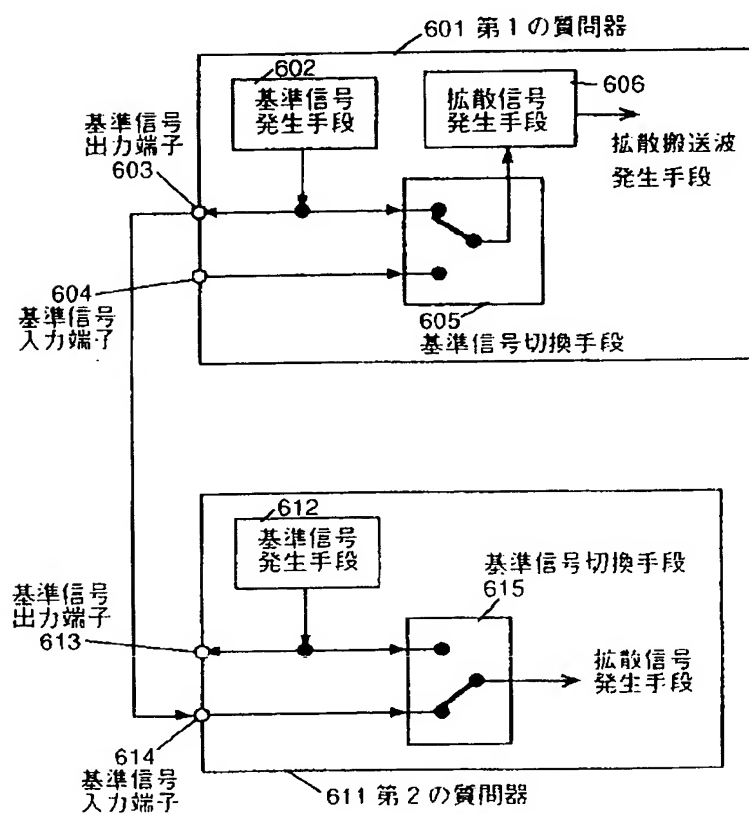 601 第1の質問器
602
基準信号
発生手段
606
拡散信号
発生手段
拡散搬送波
発生手段
基準信号
出力端子
603
604
基準信号
入力端子
605
基準信号切換手段
612
基準信号
発生手段
基準信号切換手段
615
基準信号
出力端子
613
拡散信号
発生手段
614
基準信号
入力端子
611 第2の質問器